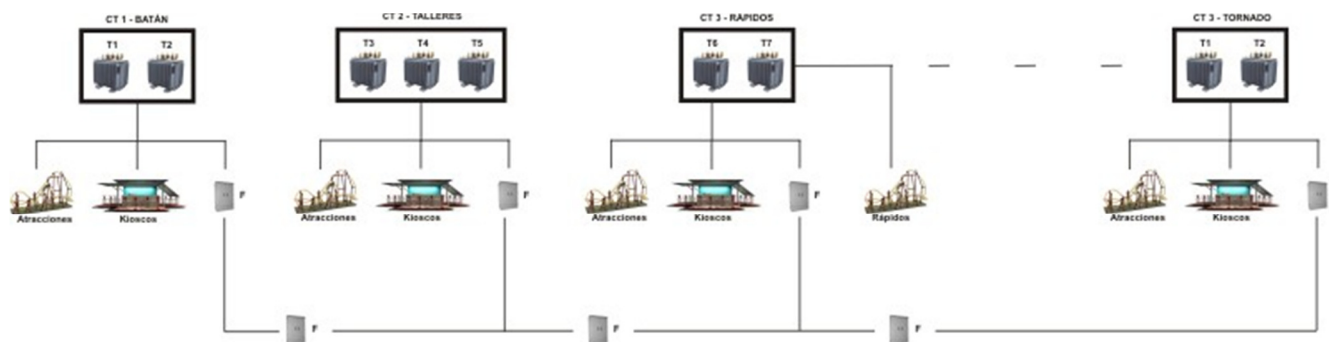 CT 1 - BATÁN
CT 2 - TALLERES
CT 3 - RAPIDOS
CT 3 - TORNADO
T1
T2
T3
T4
T5
T6
T7
T1
T2
F
F
F
Atracciones
Kioscos
Atracciones
Kioscos
Atracciones
Kioscos
Rápidos
Atracciones
Kioscos
F
F
F